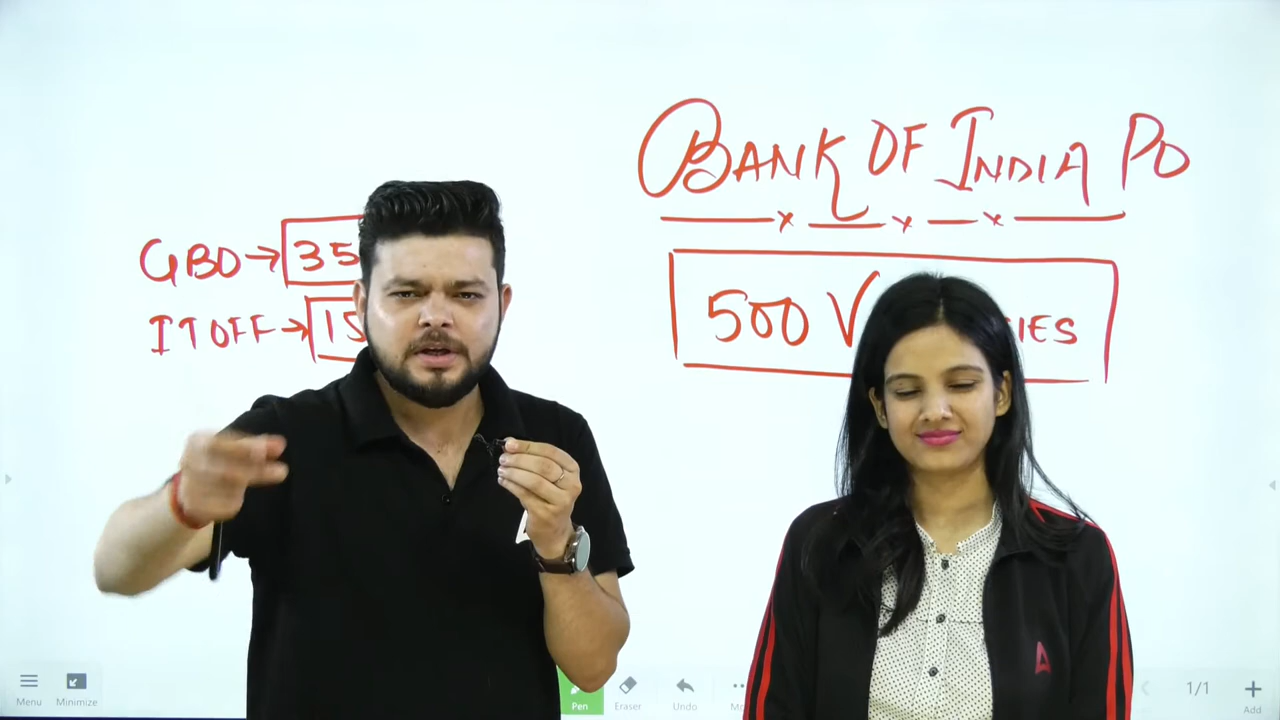 BANK OF INDIA PO
GBO → 35
IT OFF → 15
500 V IES
Menu
Minimize
Pen
Eraser
Undo
1/1
Add